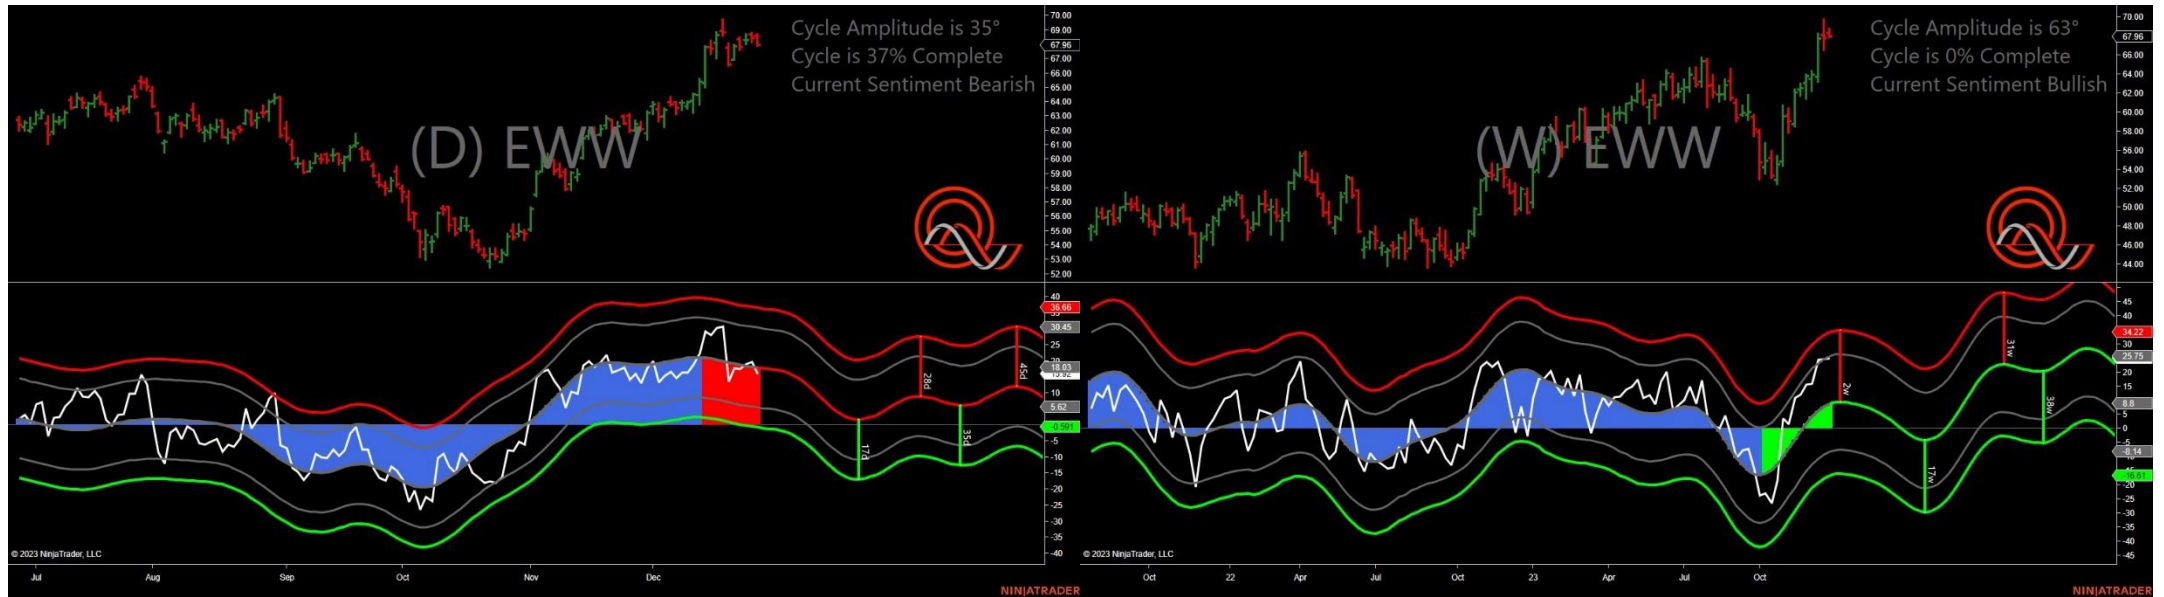 Cycle Amplitude is 35°
Cycle is 37% Complete
Current Sentiment Bearish
(D) EWW
70.00
69.00
67.96
67.00
66.00
65.00
64.00
63.00
62.00
61.00
60.00
59.00
58.00
57.00
56.00
55.00
54.00
53.00
52.00
40
36.66
30.45
25
20
18.03
5.62
-0.591
-5
-10
-15
-20
-25
-30
-35
-40
17d
28d
35d
45d
© 2023 NinjaTrader, LLC
Jul
Aug
Sep
Oct
Nov
Dec
NINJATRADER
Cycle Amplitude is 63°
Cycle is 0% Complete
Current Sentiment Bullish
(W) EWW
70.00
67.96
66.00
64.00
62.00
60.00
58.00
56.00
54.00
52.00
50.00
48.00
46.00
44.00
45
40
34.22
30
25.75
20
15
8.8
5
0
-5
-8.14
-16.61
-20
-25
-30
-35
-40
-45
2w
17w
31w
38w
© 2023 NinjaTrader, LLC
Oct
22
Apr
Jul
Oct
23
Apr
Jul
Oct
NINJATRADER